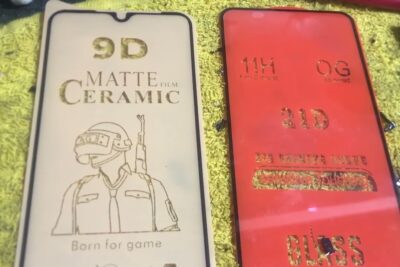 9D
MATTE FILM
CERAMIC
Born for game
11H OG
21D
GLASS